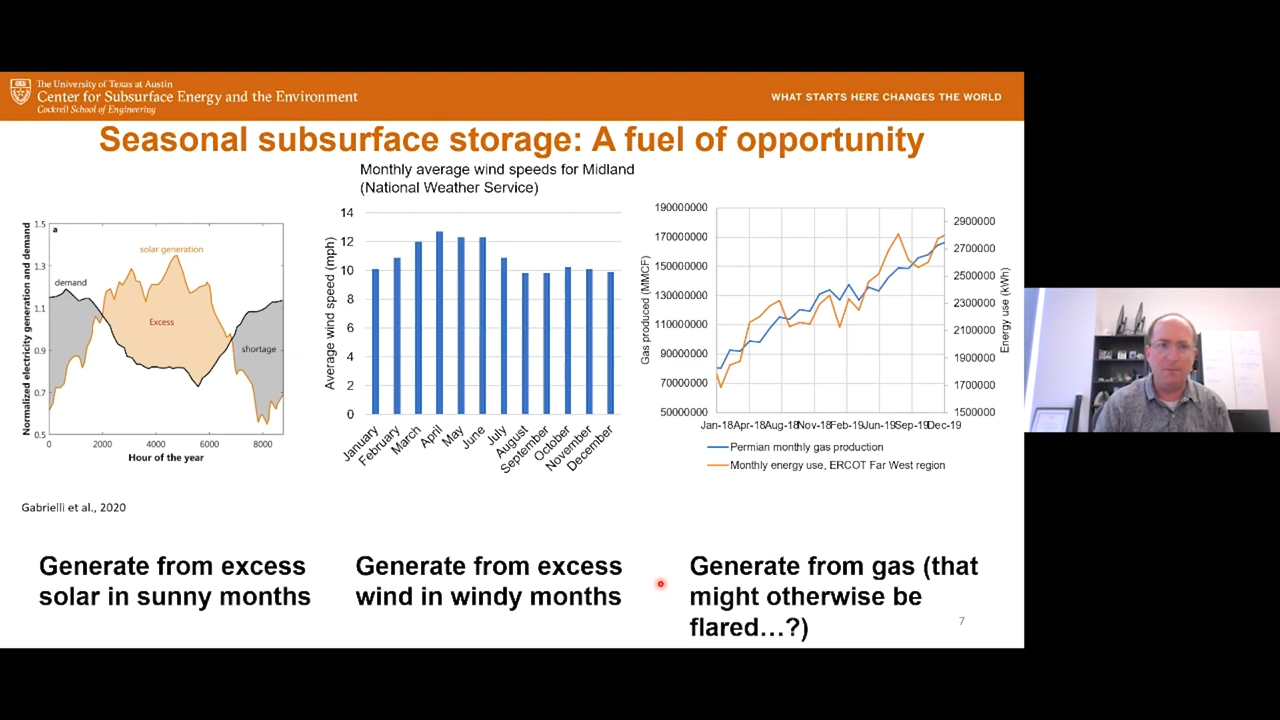 The University of Texas at Austin
Center for Subsurface Energy and the Environment
Cockrell School of Engineering
WHAT STARTS HERE CHANGES THE WORLD
Seasonal subsurface storage: A fuel of opportunity
Normalized electricity generation and demand
1.5
1.3
1.1
0.9
0.7
0.5
a
solar generation
demand
Excess
shortage
0
2000
4000
6000
8000
Hour of the year
Gabrielli et al., 2020
Monthly average wind speeds for Midland
(National Weather Service)
Average wind speed (mph)
14
12
10
8
6
4
2
0
January
February
March
April
May
June
July
August
September
October
November
December
Gas produced (MMCF)
190000000
170000000
150000000
130000000
110000000
90000000
70000000
50000000
2900000
2700000
2500000
2300000
2100000
1900000
1700000
1500000
Energy use (kWh)
Jan-18
Apr-18
Aug-18
Nov-18
Feb-19
Jun-19
Sep-19
Dec-19
Permian monthly gas production
Monthly energy use, ERCOT Far West region
Generate from excess
solar in sunny months
Generate from excess
wind in windy months
Generate from gas (that
might otherwise be
flared…?)
7